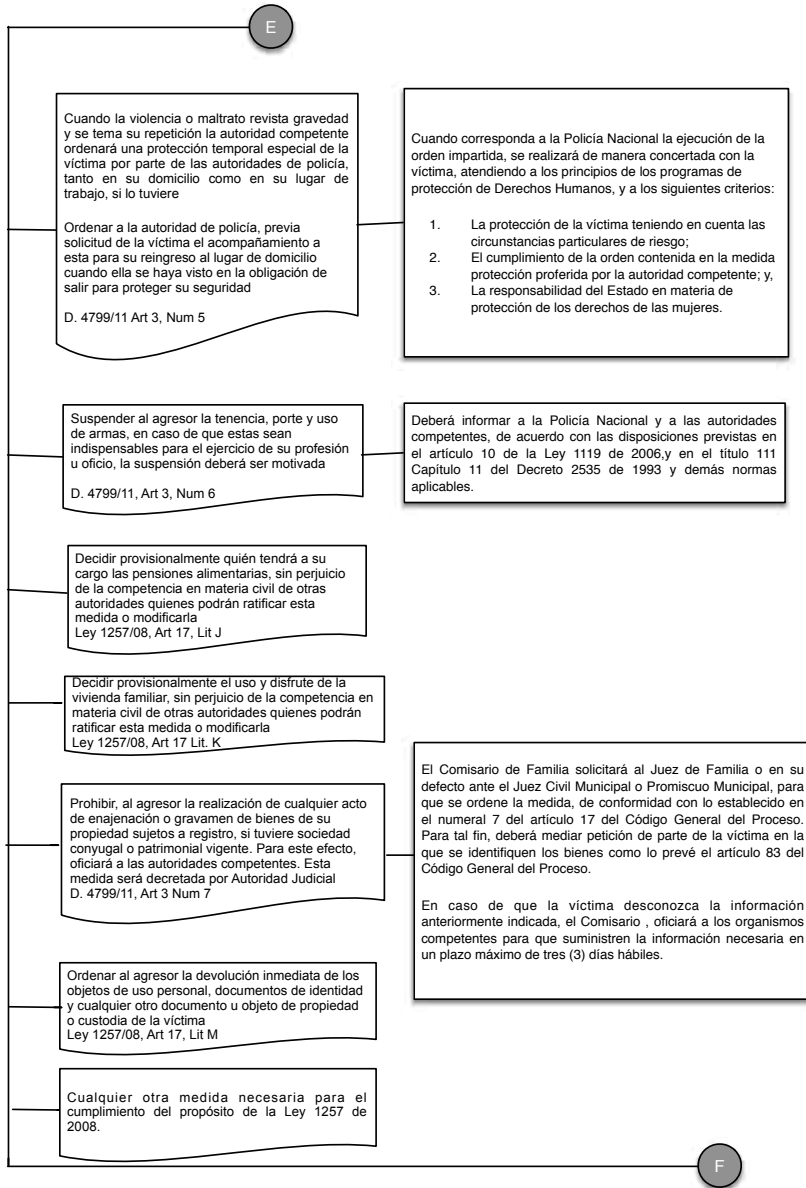 E
Cuando la violencia o maltrato revista gravedad
y se tema su repetición la autoridad competente
ordenará una protección temporal especial de la
víctima por parte de las autoridades de policía,
tanto en su domicilio como en su lugar de
trabajo, si lo tuviere
Ordenar a la autoridad de policía, previa
solicitud de la víctima el acompañamiento a
esta para su reingreso al lugar de domicilio
cuando ella se haya visto en la obligación de
salir para proteger su seguridad
D. 4799/11 Art 3, Num 5
Cuando corresponda a la Policía Nacional la ejecución de la
orden impartida, se realizará de manera concertada con la
víctima, atendiendo a los principios de los programas de
protección de Derechos Humanos, y a los siguientes criterios:
1. La protección de la víctima teniendo en cuenta las
circunstancias particulares de riesgo;
2. El cumplimiento de la orden contenida en la medida
protección proferida por la autoridad competente; y,
3. La responsabilidad del Estado en materia de
protección de los derechos de las mujeres.
Suspender al agresor la tenencia, porte y uso
de armas, en caso de que estas sean
indispensables para el ejercicio de su profesión
u oficio, la suspensión deberá ser motivada
D. 4799/11, Art 3, Num 6
Deberá informar a la Policía Nacional y a las autoridades
competentes, de acuerdo con las disposiciones previstas en
el artículo 10 de la Ley 1119 de 2006,y en el título 111
Capítulo 11 del Decreto 2535 de 1993 y demás normas
aplicables.
Decidir provisionalmente quién tendrá a su
cargo las pensiones alimentarias, sin perjuicio
de la competencia en materia civil de otras
autoridades quienes podrán ratificar esta
medida o modificarla
Ley 1257/08, Art 17, Lit J
Decidir provisionalmente el uso y disfrute de la
vivienda familiar, sin perjuicio de la competencia en
materia civil de otras autoridades quienes podrán
ratificar esta medida o modificarla
Ley 1257/08, Art 17 Lit. K
Prohibir, al agresor la realización de cualquier acto
de enajenación o gravamen de bienes de su
propiedad sujetos a registro, si tuviere sociedad
conyugal o patrimonial vigente. Para este efecto,
oficiará a las autoridades competentes. Esta
medida será decretada por Autoridad Judicial
D. 4799/11, Art 3 Num 7
El Comisario de Familia solicitará al Juez de Familia o en su
defecto ante el Juez Civil Municipal o Promiscuo Municipal, para
que se ordene la medida, de conformidad con lo establecido en
el numeral 7 del artículo 17 del Código General del Proceso.
Para tal fin, deberá mediar petición de parte de la víctima en la
que se identifiquen los bienes como lo prevé el artículo 83 del
Código General del Proceso.
En caso de que la víctima desconozca la información
anteriormente indicada, el Comisario , oficiará a los organismos
competentes para que suministren la información necesaria en
un plazo máximo de tres (3) días hábiles.
Ordenar al agresor la devolución inmediata de los
objetos de uso personal, documentos de identidad
y cualquier otro documento u objeto de propiedad
o custodia de la víctima
Ley 1257/08, Art 17, Lit M
Cualquier otra medida necesaria para el
cumplimiento del propósito de la Ley 1257 de
2008.
F